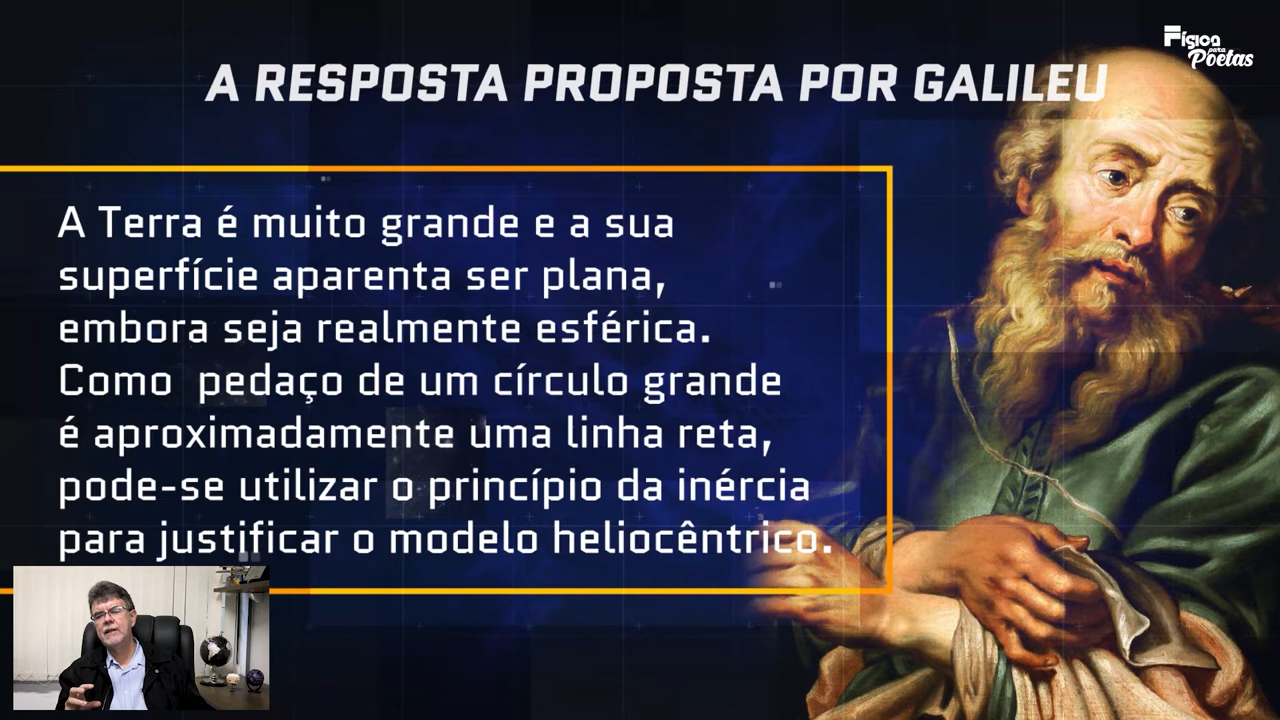 Física
para
Poetas
A RESPOSTA PROPOSTA POR GALILEU
A Terra é muito grande e a sua
superfície aparenta ser plana,
embora seja realmente esférica.
Como pedaço de um círculo grande
é aproximadamente uma linha reta,
pode-se utilizar o princípio da inércia
para justificar o modelo heliocêntrico.